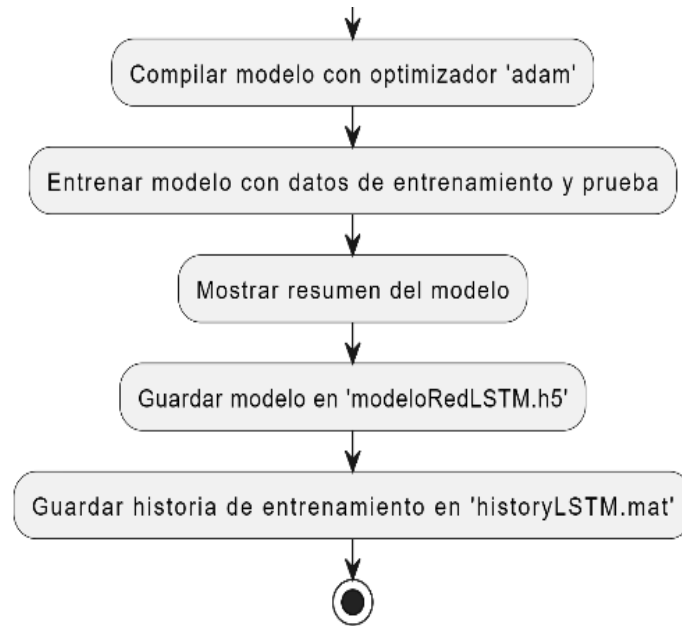 Compilar modelo con optimizador 'adam'
Entrenar modelo con datos de entrenamiento y prueba
Mostrar resumen del modelo
Guardar modelo en 'modeloRedLSTM.h5'
Guardar historia de entrenamiento en 'historyLSTM.mat'